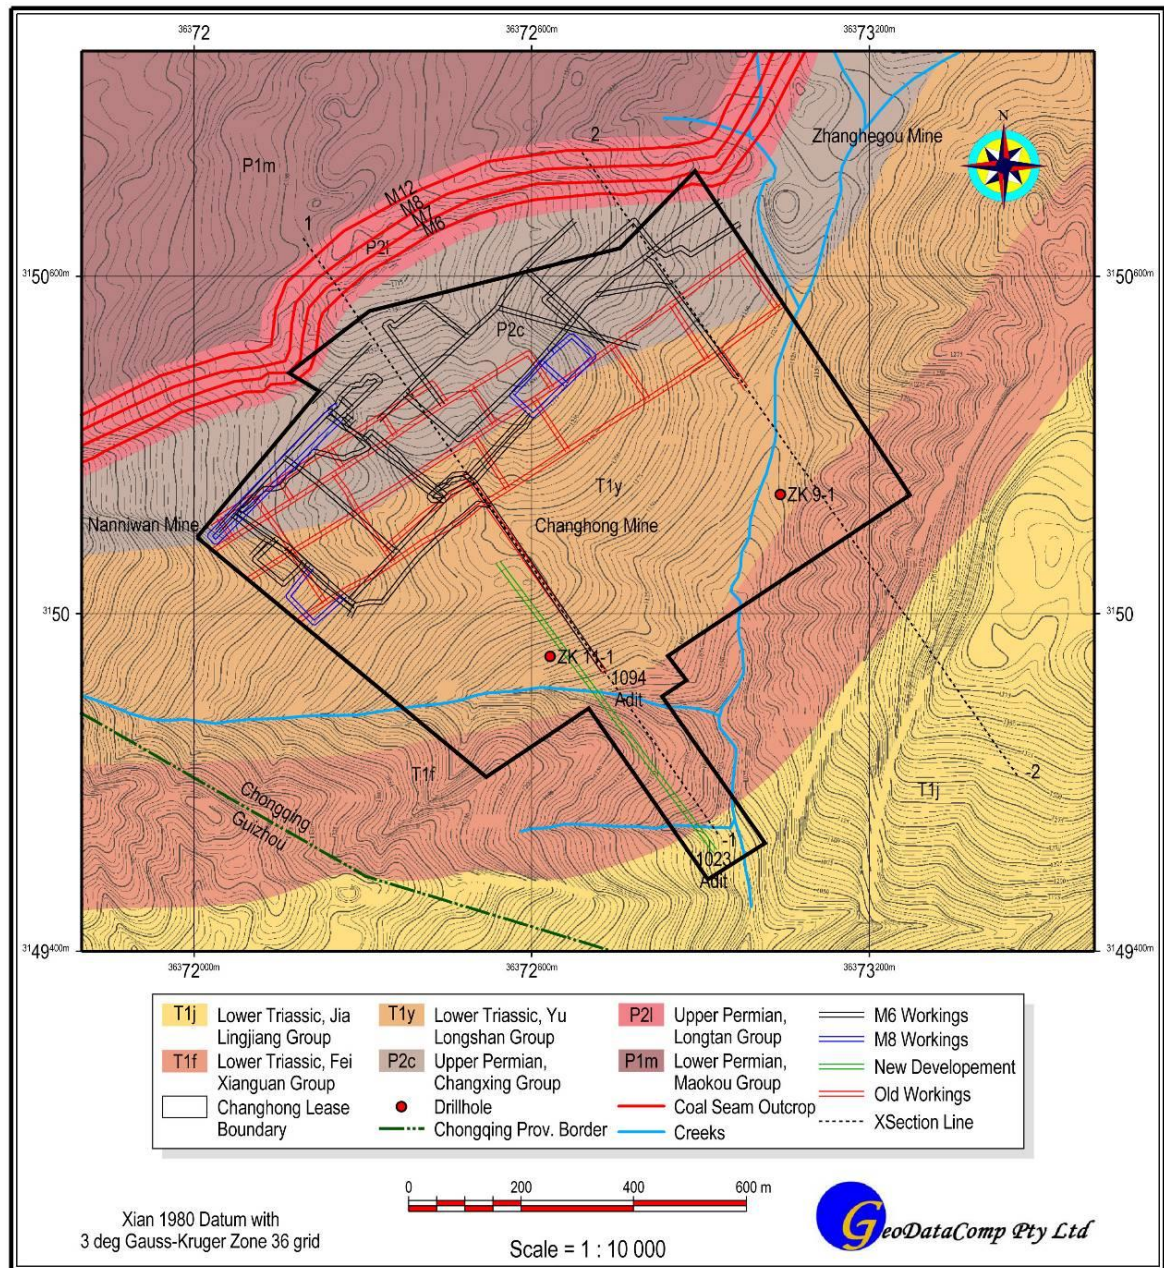 36372
3637²600m
3637³200m
Zhanghegou Mine
N
2
P1m
M12
M8
M7
M6
1
P2l
3150600m
3150600m
P2c
T1y
ZK 9-1
Nanniwan Mine
Changhong Mine
3150
3150
ZK 11-1
1094
Adit
T1f
-2
T1j
Chongqing
Guizhou
-1
1023
Adit
3149400m
3149400m
3637²000m
3637²600m
3637³200m
T1j Lower Triassic, Jia
Lingjiang Group
T1y Lower Triassic, Yu
Longshan Group
P2l Upper Permian,
Longtan Group
M6 Workings
M8 Workings
T1f Lower Triassic, Fei
Xianguan Group
P2c Upper Permian,
Changxing Group
P1m Lower Permian,
Maokou Group
New Developement
Old Workings
Changhong Lease
Boundary
Drillhole
Coal Seam Outcrop
XSection Line
Chongqing Prov. Border
Creeks
0 200 400 600 m
Xian 1980 Datum with
3 deg Gauss-Kruger Zone 36 grid
Scale = 1 : 10 000
GeoDataComp Pty Ltd